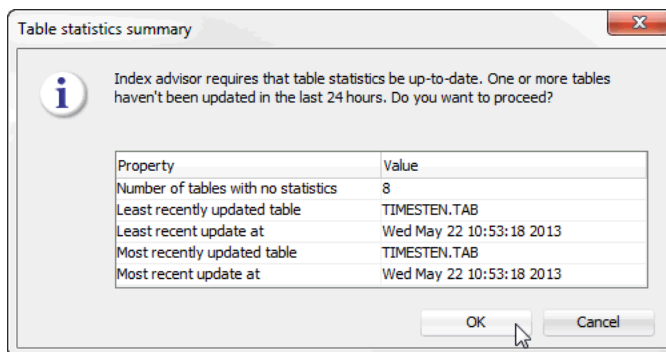 Table statistics summary
Index advisor requires that table statistics be up-to-date. One or more tables
haven't been updated in the last 24 hours. Do you want to proceed?
Property Value
Number of tables with no statistics 8
Least recently updated table TIMESTEN.TAB
Least recent update at Wed May 22 10:53:18 2013
Most recently updated table TIMESTEN.TAB
Most recent update at Wed May 22 10:53:18 2013
OK Cancel